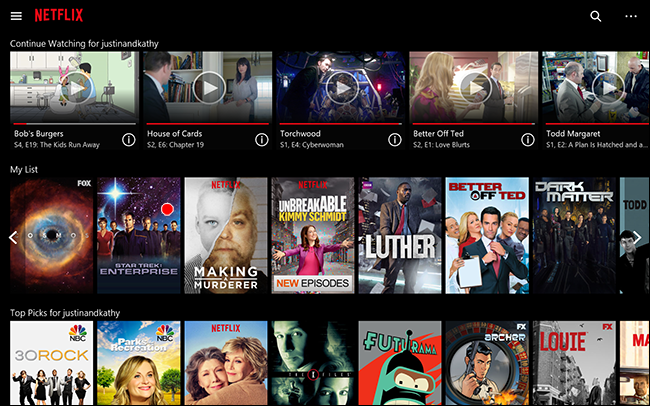 NETFLIX
Continue Watching for justinandkathy
Bob's Burgers
S4, E19: The Kids Run Away
House of Cards
S2, E6: Chapter 19
Torchwood
S1, E4: Cyberwoman
Better Off Ted
S2, E1: Love Blurts
Todd Margaret
S1, E2: A Plan Is Hatched and a...
My List
FOX
COSMOS
STAR TREK
ENTERPRISE
NETFLIX
MAKING
A
MURDERER
NETFLIX
UNBREAKABLE
KIMMY SCHMIDT
NEW EPISODES
BBC
LUTHER
BETTER
OFF TED
DARK
MATTER
TODD
Top Picks for justinandkathy
NBC
30 ROCK
NBC
Parks and
Recreation
NETFLIX
THE X FILES
FUTURAMA
FX
ARCHER
FX
LOUIE
MA